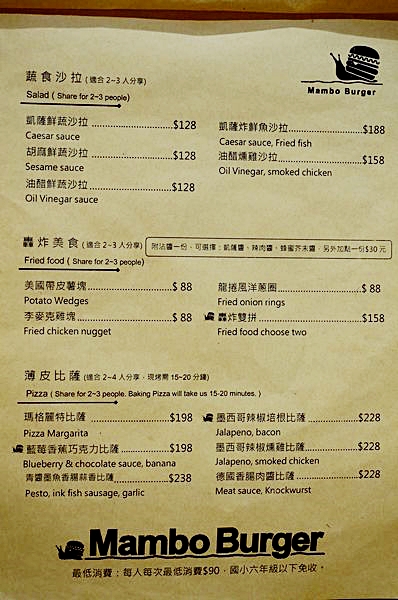 Mambo Burger
蔬食沙拉 (適合 2~3 人分享)
Salad ( Share for 2~3 people)
凱薩鮮蔬沙拉 $128
Caesar sauce
胡麻鮮蔬沙拉 $128
Sesame sauce
油醋鮮蔬沙拉 $128
Oil Vinegar sauce
凱薩炸鮮魚沙拉 $188
Caesar sauce, Fried fish
油醋燻雞沙拉 $158
Oil Vinegar, smoked chicken
轟炸美食 (適合 2~3 人分享)
附沾醬一份，可選擇：凱薩醬、辣肉醬、蜂蜜芥末醬，另外加點一份$30 元
Fried food ( Share for 2~3 people)
美國帶皮薯塊 $ 88
Potato Wedges
李麥克雞塊 $ 88
Fried chicken nugget
龍捲風洋蔥圈 $ 88
Fried onion rings
轟炸雙拼 $158
Fried food choose two
薄皮比薩 (適合 2~4 人分享，現烤需 15~20 分鐘)
Pizza ( Share for 2~3 people. Baking Pizza will take us 15-20 minutes. )
瑪格麗特比薩 $198
Pizza Margarita
藍莓香蕉巧克力比薩 $198
Blueberry & chocolate sauce, banana
青醬墨魚香腸蒜香比薩 $238
Pesto, ink fish sausage, garlic
墨西哥辣椒培根比薩 $228
Jalapeno, bacon
墨西哥辣椒燻雞比薩 $228
Jalapeno, smoked chicken
德國香腸肉醬比薩 $228
Meat sauce, Knockwurst
Mambo Burger
最低消費：每人每次最低消費$90，國小六年級以下免收。